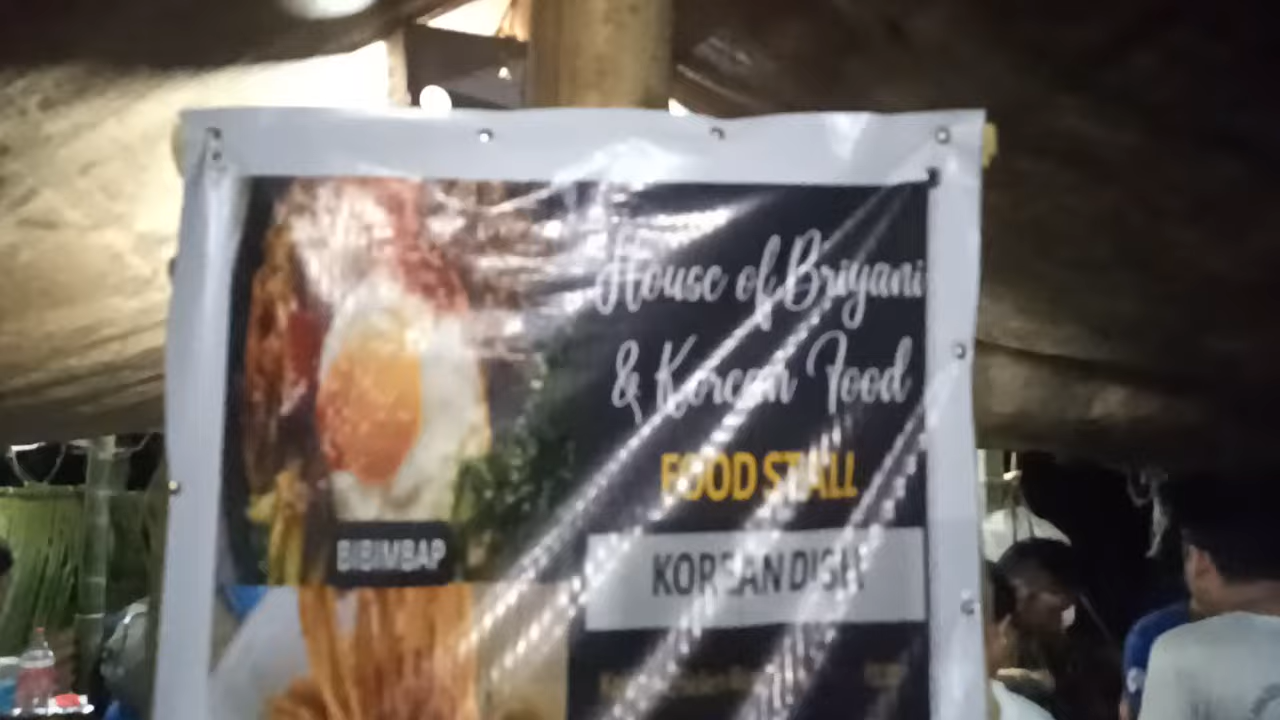 House of Briyani
& Korean Food
FOOD STALL
KOREAN DISH
BIBIMBAP